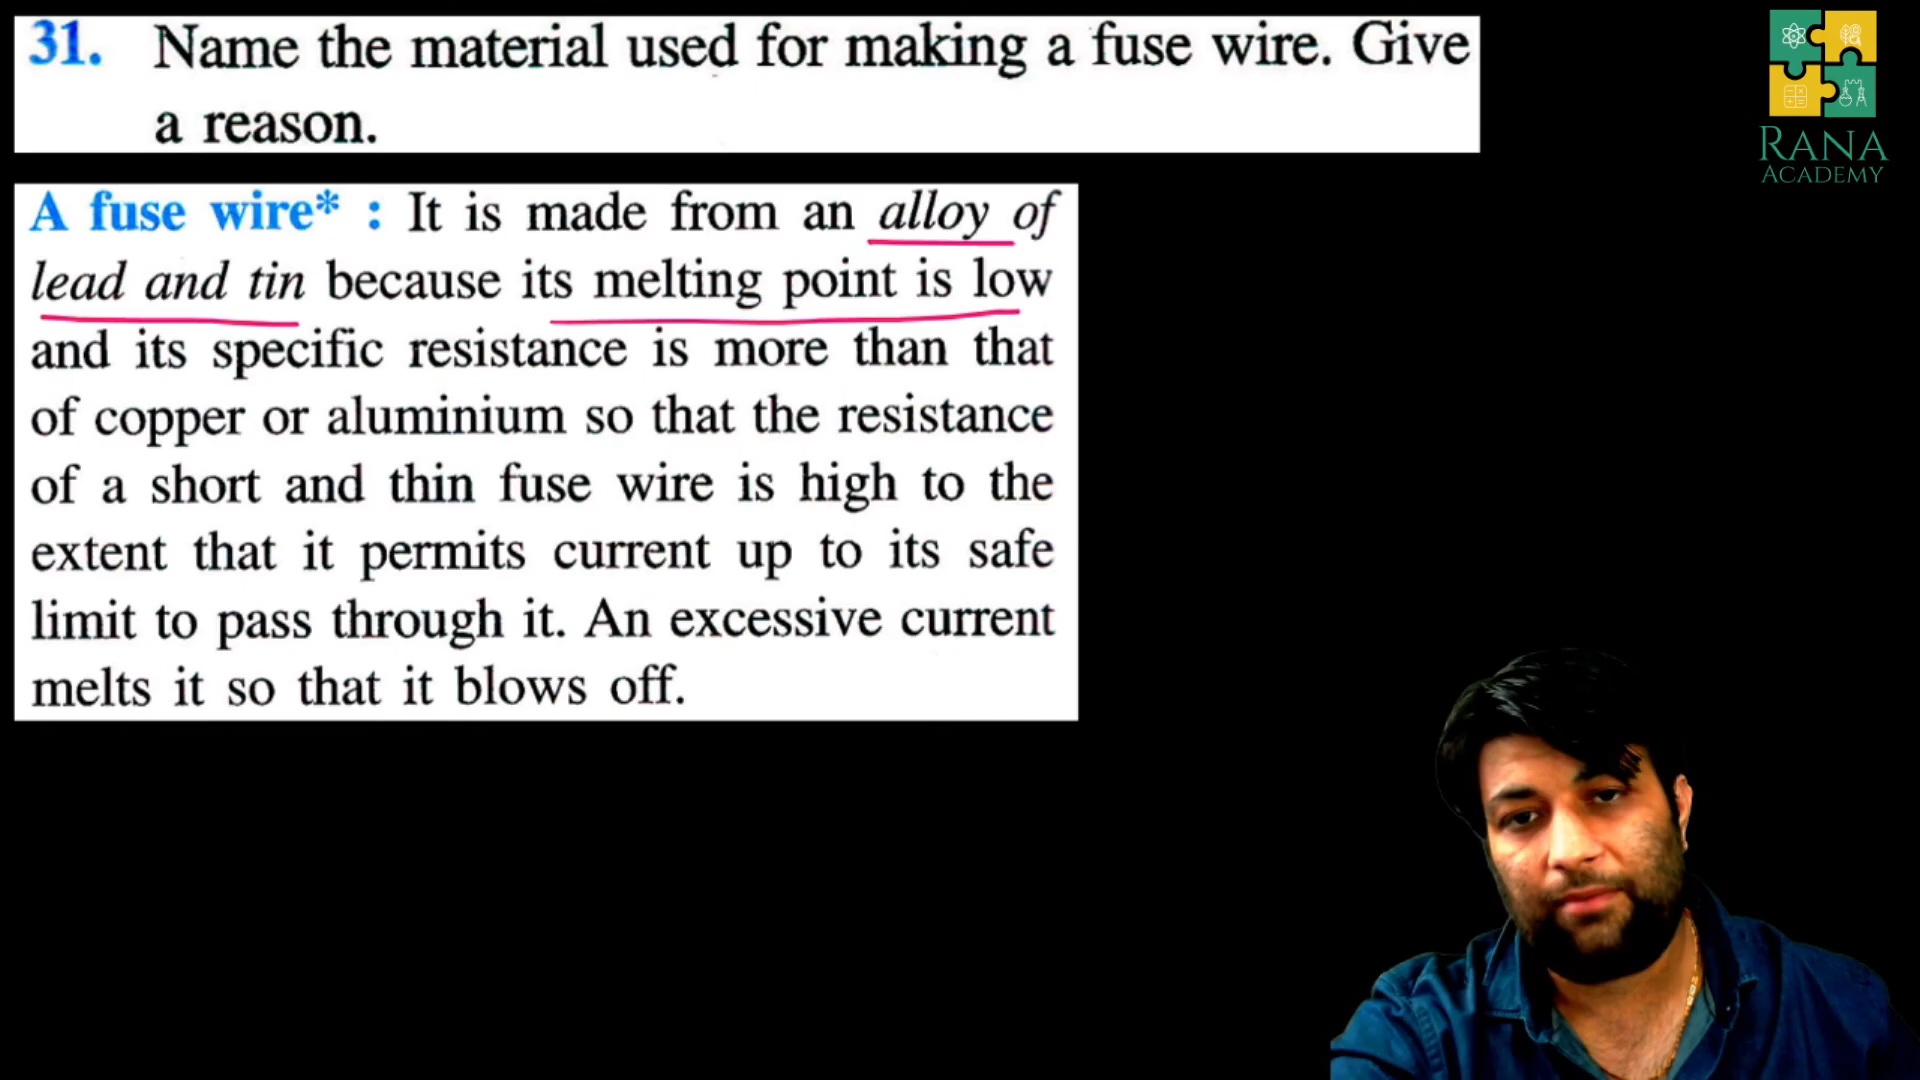 31. Name the material used for making a fuse wire. Give
a reason.
A fuse wire* : It is made from an alloy of
lead and tin because its melting point is low
and its specific resistance is more than that
of copper or aluminium so that the resistance
of a short and thin fuse wire is high to the
extent that it permits current up to its safe
limit to pass through it. An excessive current
melts it so that it blows off.
RANA
ACADEMY